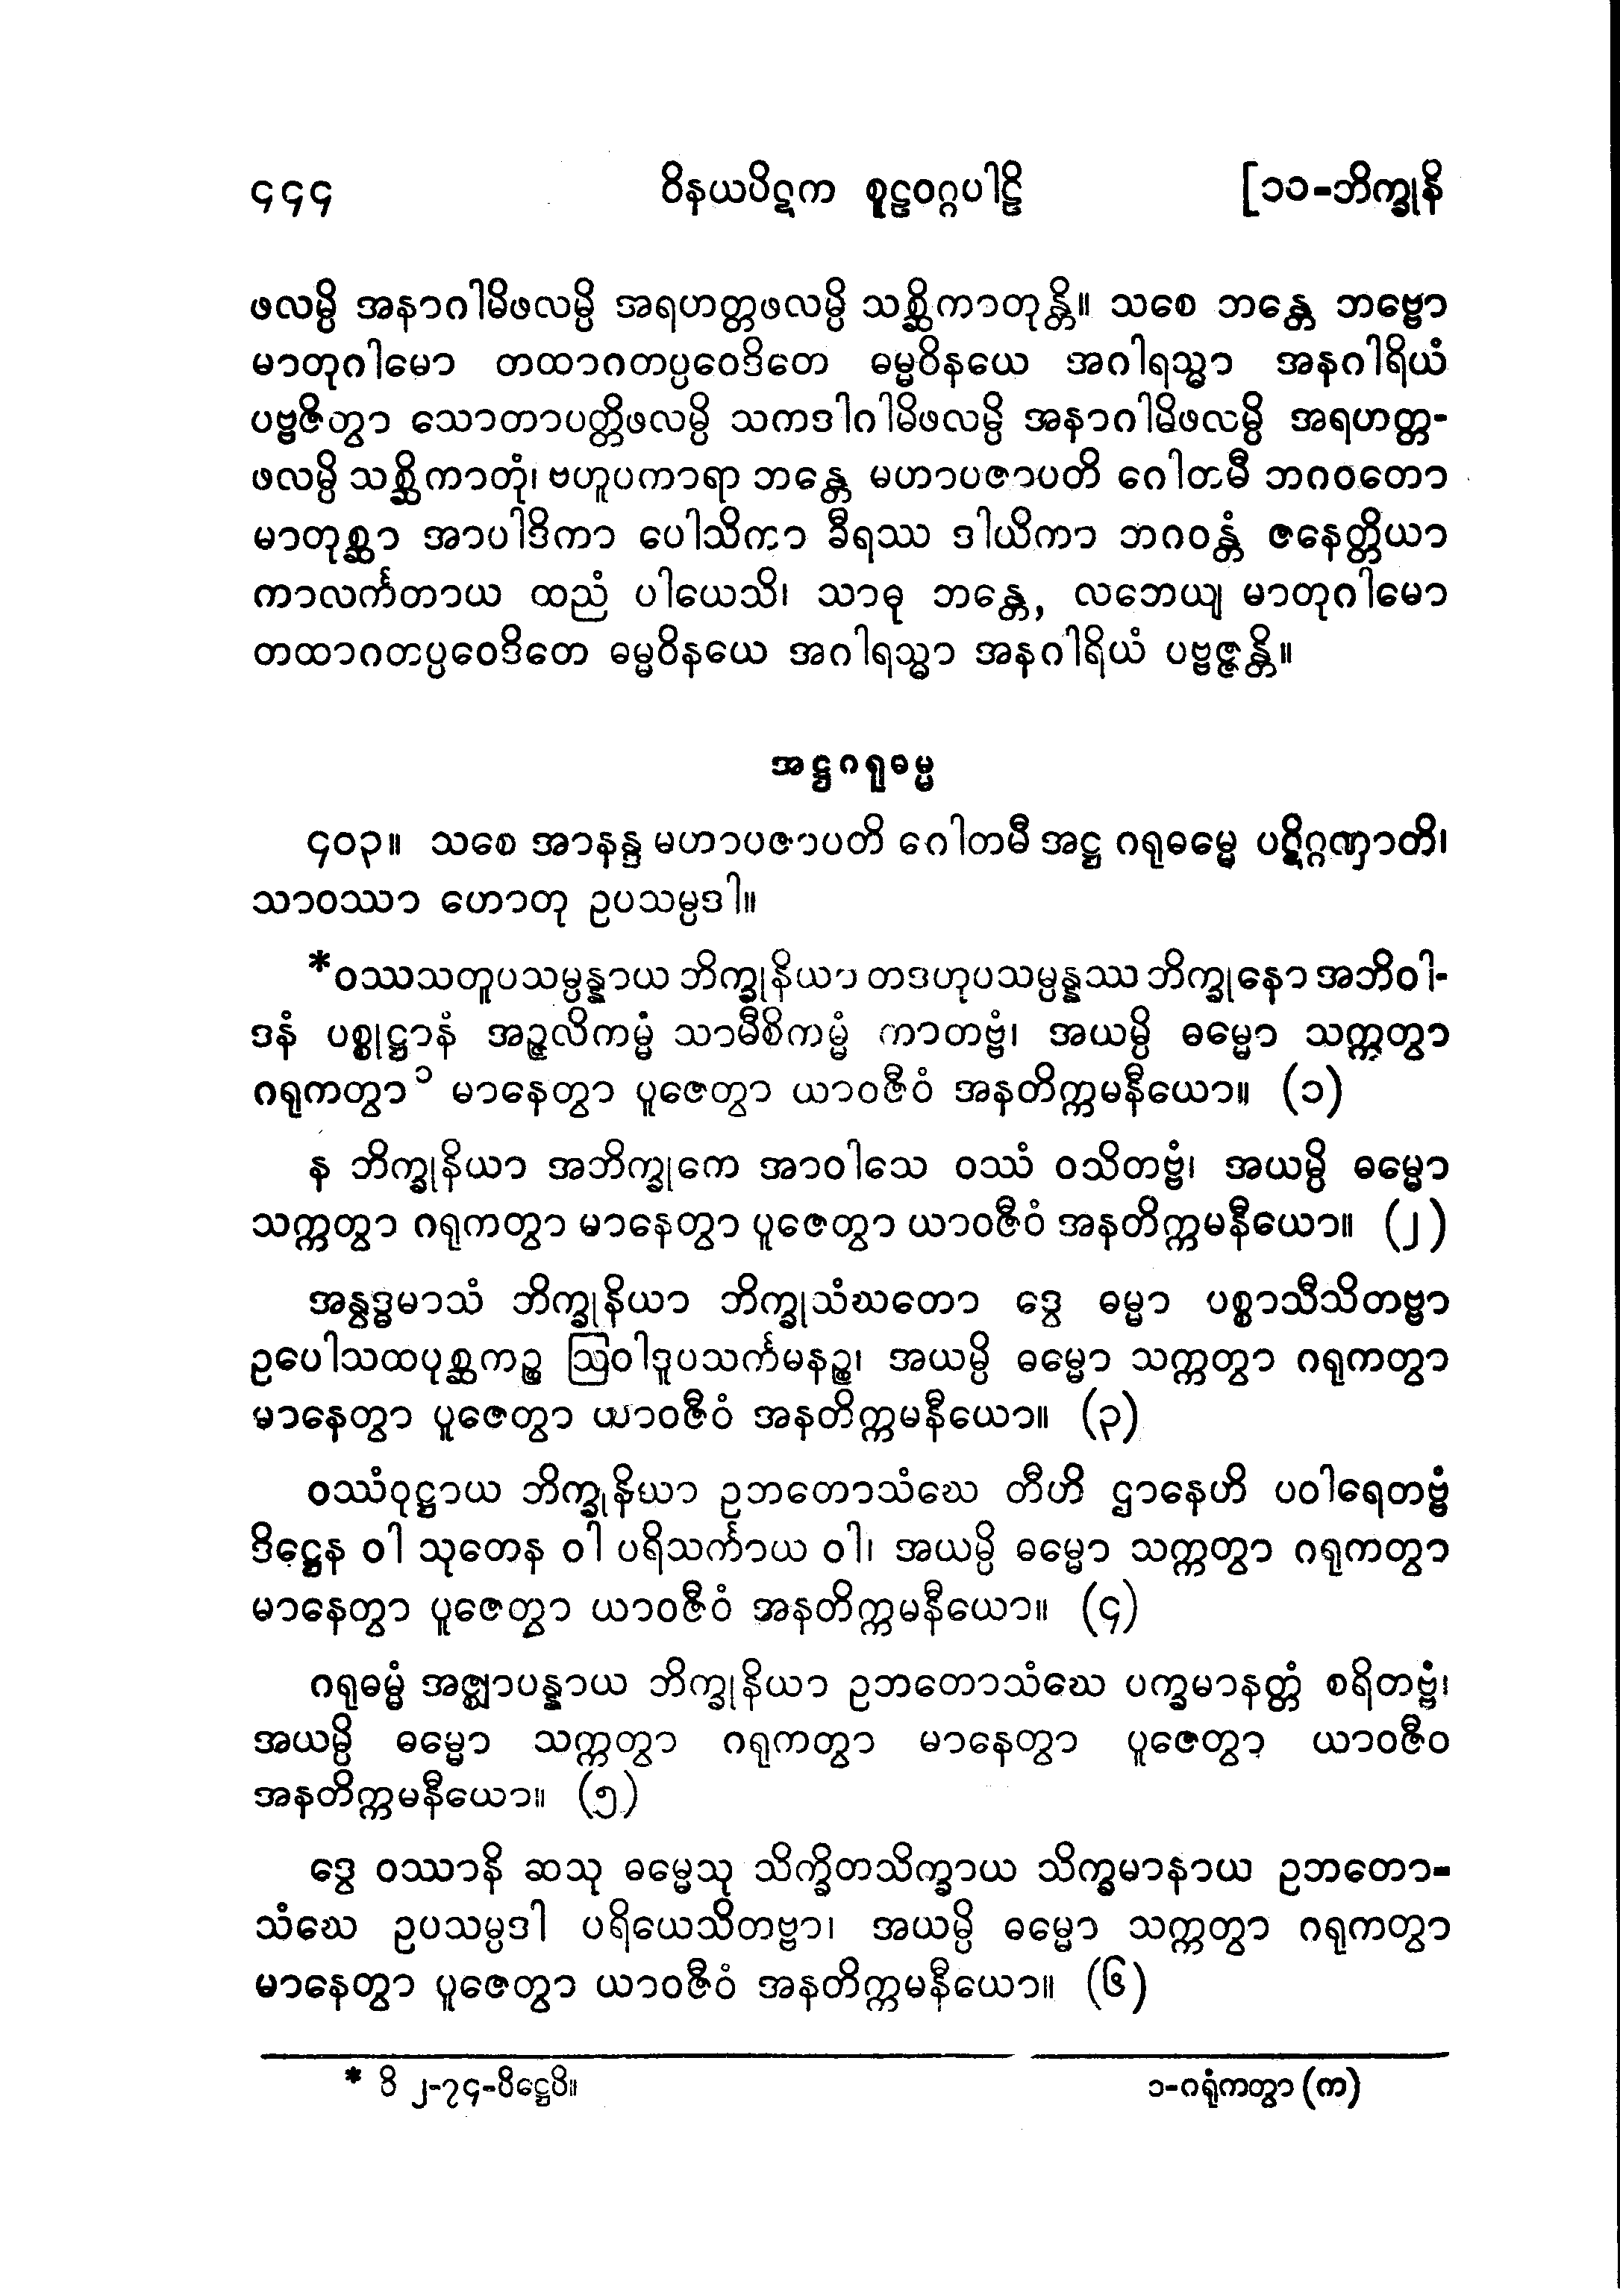 ၄၄၄ ဝိနယပိဋက စူဠဝဂ္ဂပါဠိ [၁၁-ဘိက္ခုနိ
ဖလမ္ပိ အနာဂါမိဖလမ္ပိ အရဟတ္တဖလမ္ပိ သစ္ဆိကာတုန္တိ။ သစေ ဘန္တေ ဘဗ္ဗော
မာတုဂါမော တထာဂတပ္ပဝေဒိတေ ဓမ္မဝိနယေ အဂါရသ္မာ အနဂါရိယံ
ပဗ္ဗဇိတွာ သောတာပတ္တိဖလမ္ပိ သကဒါဂါမိဖလမ္ပိ အနာဂါမိဖလမ္ပိ အရဟတ္တ-
ဖလမ္ပိ သစ္ဆိကာတုံ၊ ဗဟူပကာရာ ဘန္တေ မဟာပဇာပတိ ဂေါတမီ ဘဂဝတော
မာတုစ္ဆာ အာပါဒိကာ ပေါသိကာ ခီရဿ ဒါယိကာ ဘဂဝန္တံ ဇနေတ္တိယာ
ကာလင်္ကတာယ ထညံ ပါယေသိ၊ သာဓု ဘန္တေ, လဘေယျ မာတုဂါမော
တထာဂတပ္ပဝေဒိတေ ဓမ္မဝိနယေ အဂါရသ္မာ အနဂါရိယံ ပဗ္ဗဇ္ဇန္တိ။
အဋ္ဌဂရုဓမ္မ
၄၀၃။ သစေ အာနန္ဒ မဟာပဇာပတိ ဂေါတမီ အဋ္ဌ ဂရုဓမ္မေ ပဋိဂ္ဂဏှာတိ၊
သာဝဿာ ဟောတု ဥပသမ္ပဒါ။
*ဝဿသတူပသမ္ပန္နာယ ဘိက္ခုနိယာ တဒဟုပသမ္ပန္နဿ ဘိက္ခုနော အဘိဝါ-
ဒနံ ပစ္စုဋ္ဌာနံ အဉ္ဇလိကမ္မံ သာမီစိကမ္မံ ကာတဗ္ဗံ၊ အယမ္ပိ ဓမ္မော သက္ကတွာ
ဂရုကတွာ ၁ မာနေတွာ ပူဇေတွာ ယာဝဇီဝံ အနတိက္ကမနီယော။ (၁)
န ဘိက္ခုနိယာ အဘိက္ခုကေ အာဝါသေ ဝဿံ ဝသိတဗ္ဗံ၊ အယမ္ပိ ဓမ္မော
သက္ကတွာ ဂရုကတွာ မာနေတွာ ပူဇေတွာ ယာဝဇီဝံ အနတိက္ကမနီယော။ (၂)
အနွဒ္ဓမာသံ ဘိက္ခုနိယာ ဘိက္ခုသံဃတော ဒွေ ဓမ္မာ ပစ္စာသီသိတဗ္ဗာ
ဥပေါသထပုစ္ဆကဉ္စ ဩဝါဒူပသင်္ကမနဉ္စ၊ အယမ္ပိ ဓမ္မော သက္ကတွာ ဂရုကတွာ
မာနေတွာ ပူဇေတွာ ယာဝဇီဝံ အနတိက္ကမနီယော။ (၃)
ဝဿံဝုဋ္ဌာယ ဘိက္ခုနိယာ ဥဘတောသံဃေ တီဟိ ဌာနေဟိ ပဝါရေတဗ္ဗံ
ဒိဋ္ဌေန ဝါ သုတေန ဝါ ပရိသင်္ကာယ ဝါ၊ အယမ္ပိ ဓမ္မော သက္ကတွာ ဂရုကတွာ
မာနေတွာ ပူဇေတွာ ယာဝဇီဝံ အနတိက္ကမနီယော။ (၄)
ဂရုဓမ္မံ အဇ္ဈာပန္နာယ ဘိက္ခုနိယာ ဥဘတောသံဃေ ပက္ခမာနတ္တံ စရိတဗ္ဗံ၊
အယမ္ပိ ဓမ္မော သက္ကတွာ ဂရုကတွာ မာနေတွာ ပူဇေတွာ ယာဝဇီဝ
အနတိက္ကမနီယော။ (၅)
ဒွေ ဝဿာနိ ဆသု ဓမ္မေသု သိက္ခိတသိက္ခာယ သိက္ခမာနာယ ဥဘတော-
သံဃေ ဥပသမ္ပဒါ ပရိယေသိတဗ္ဗာ၊ အယမ္ပိ ဓမ္မော သက္ကတွာ ဂရုကတွာ
မာနေတွာ ပူဇေတွာ ယာဝဇီဝံ အနတိက္ကမနီယော။ (၆)
* ဝိ ၂-၇၄-ပိဋ္ဌေပိ။ ၁-ဂရုံကတွာ (က)